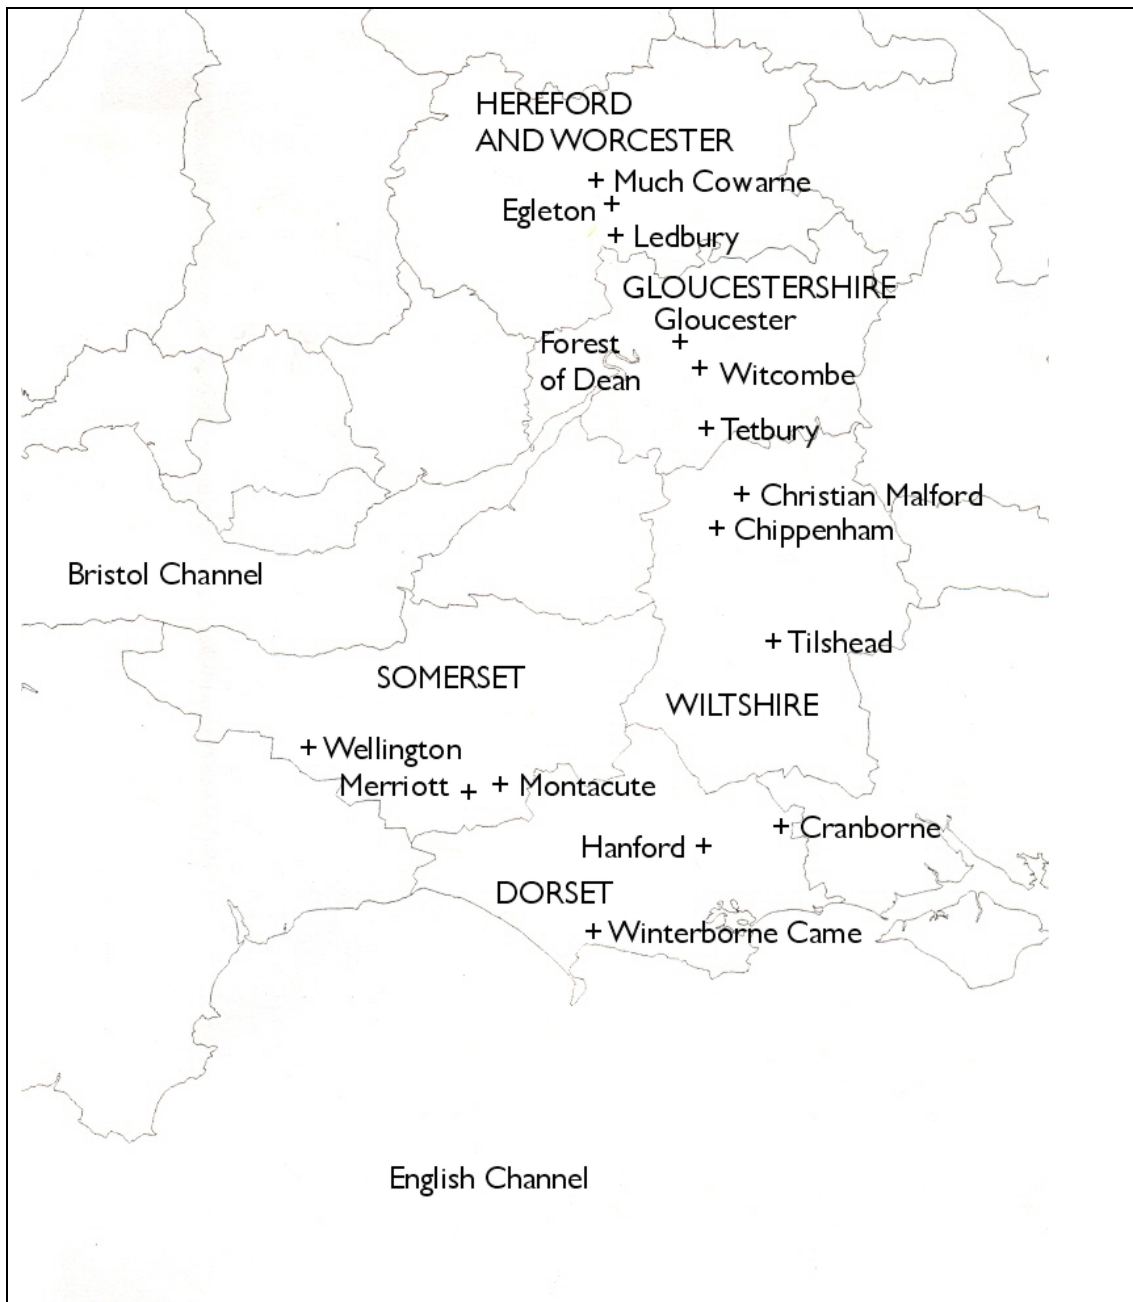 HEREFORD
AND WORCESTER
Much Cowarne
Egleton
Ledbury
GLOUCESTERSHIRE
Gloucester
Forest
of Dean
Witcombe
Tetbury
Christian Malford
Chippenham
Bristol Channel
Tilshead
SOMERSET
WILTSHIRE
Wellington
Merriott
Montacute
Cranborne
Hanford
DORSET
Winterborne Came
English Channel